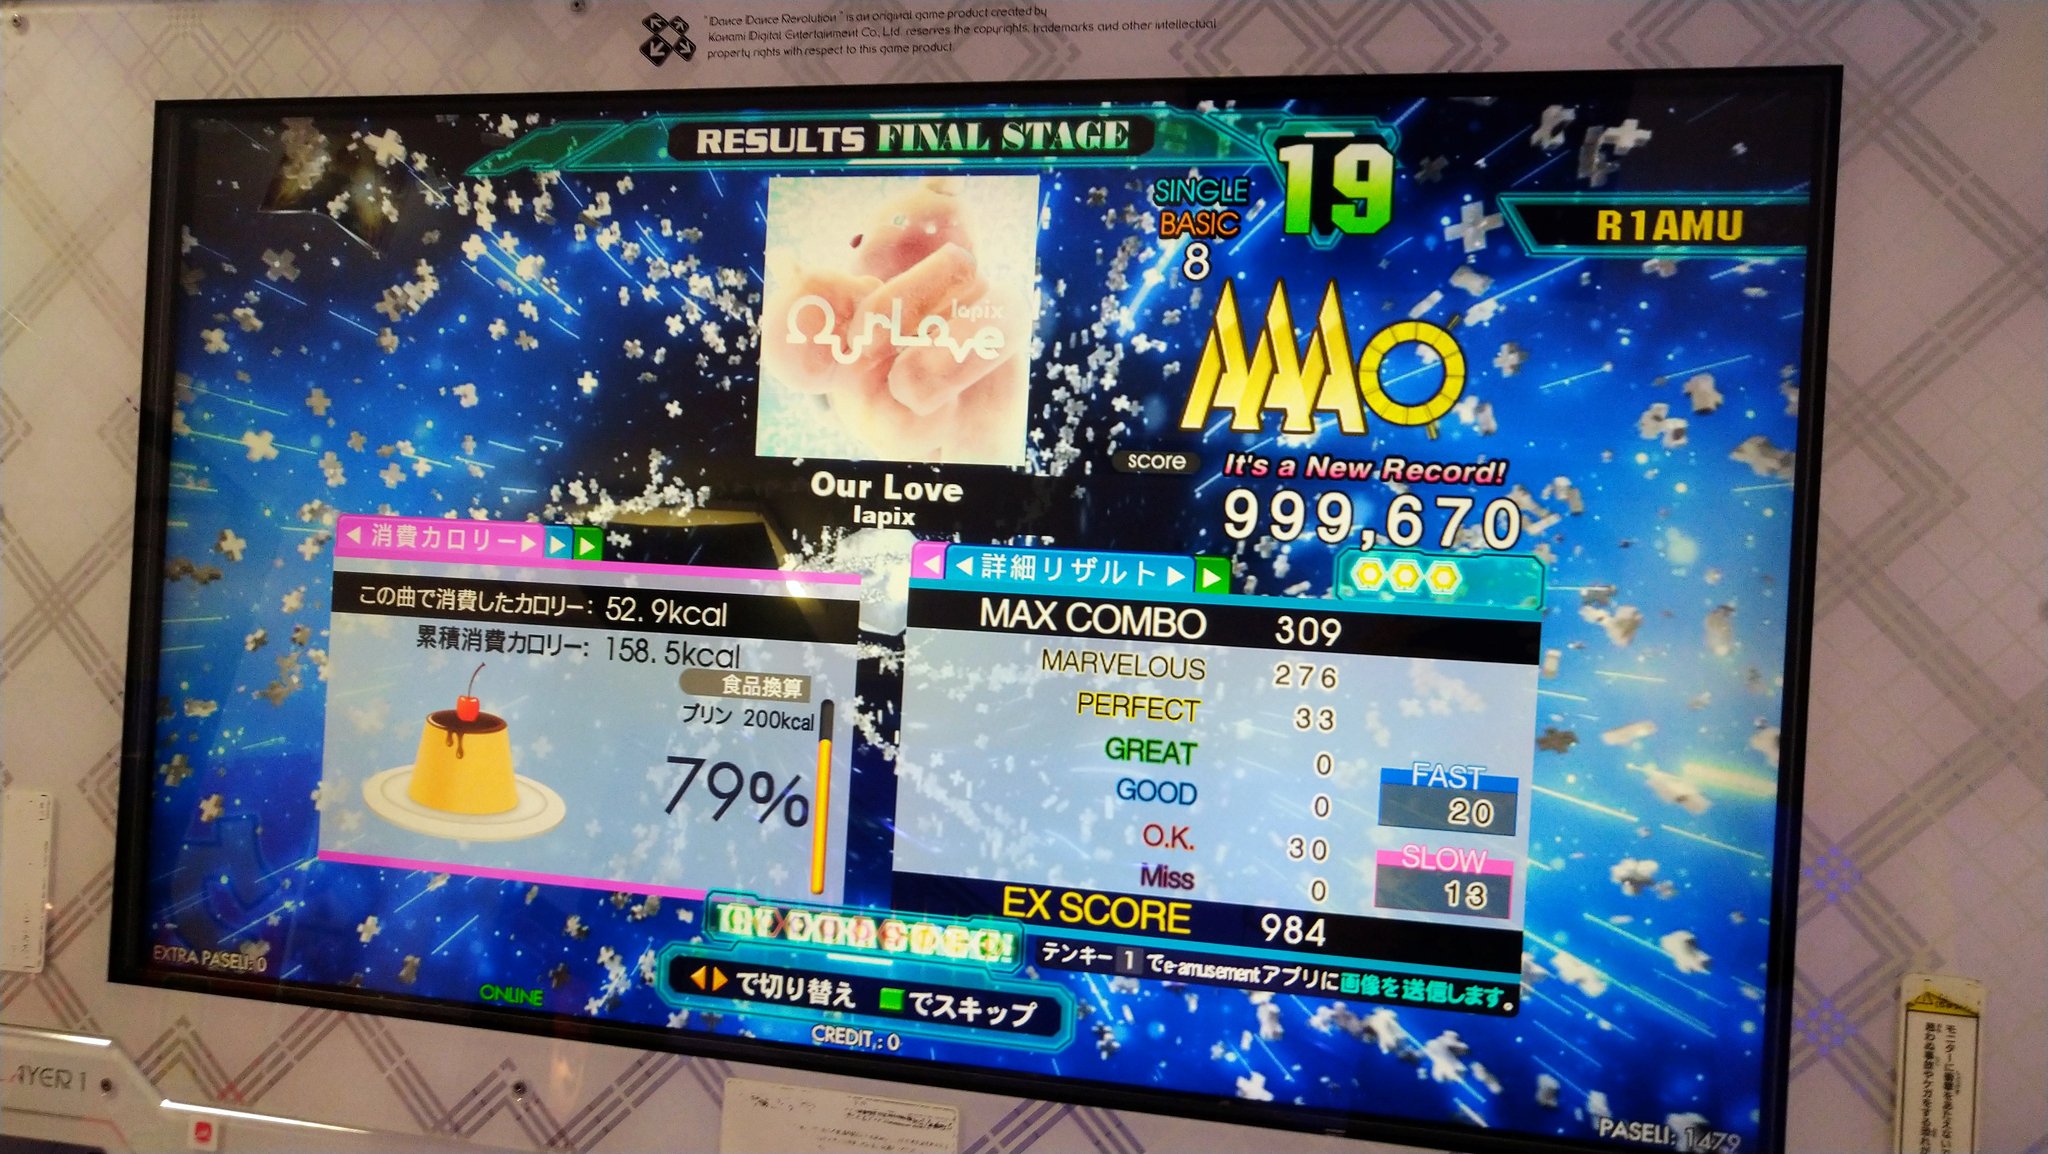 "Dance Dance Revolution" is an original game product created by
Konami Digital Entertainment Co., Ltd. reserves the copyrights, trademarks and other intellectual
property rights with respect to this game product.
RESULTS FINAL STAGE
19
SINGLE
BASIC
8
R1AMU
AAA
lapix
OurLove
Our Love
lapix
score
It's a New Record!
999,670
消費カロリー
この曲で消費したカロリー: 52.9kcal
累積消費カロリー: 158.5kcal
食品換算
プリン 200kcal
79%
詳細リザルト
MAX COMBO 309
MARVELOUS 276
PERFECT 33
GREAT 0
GOOD 0
O.K. 30
Miss 0
FAST
20
SLOW
13
EX SCORE 984
テンキー 1 でe-amusementアプリに画像を送信します。
で切り替え でスキップ
EXTRA PASELI: 0
ONLINE
CREDIT : 0
PASELI: 1479
AYER 1